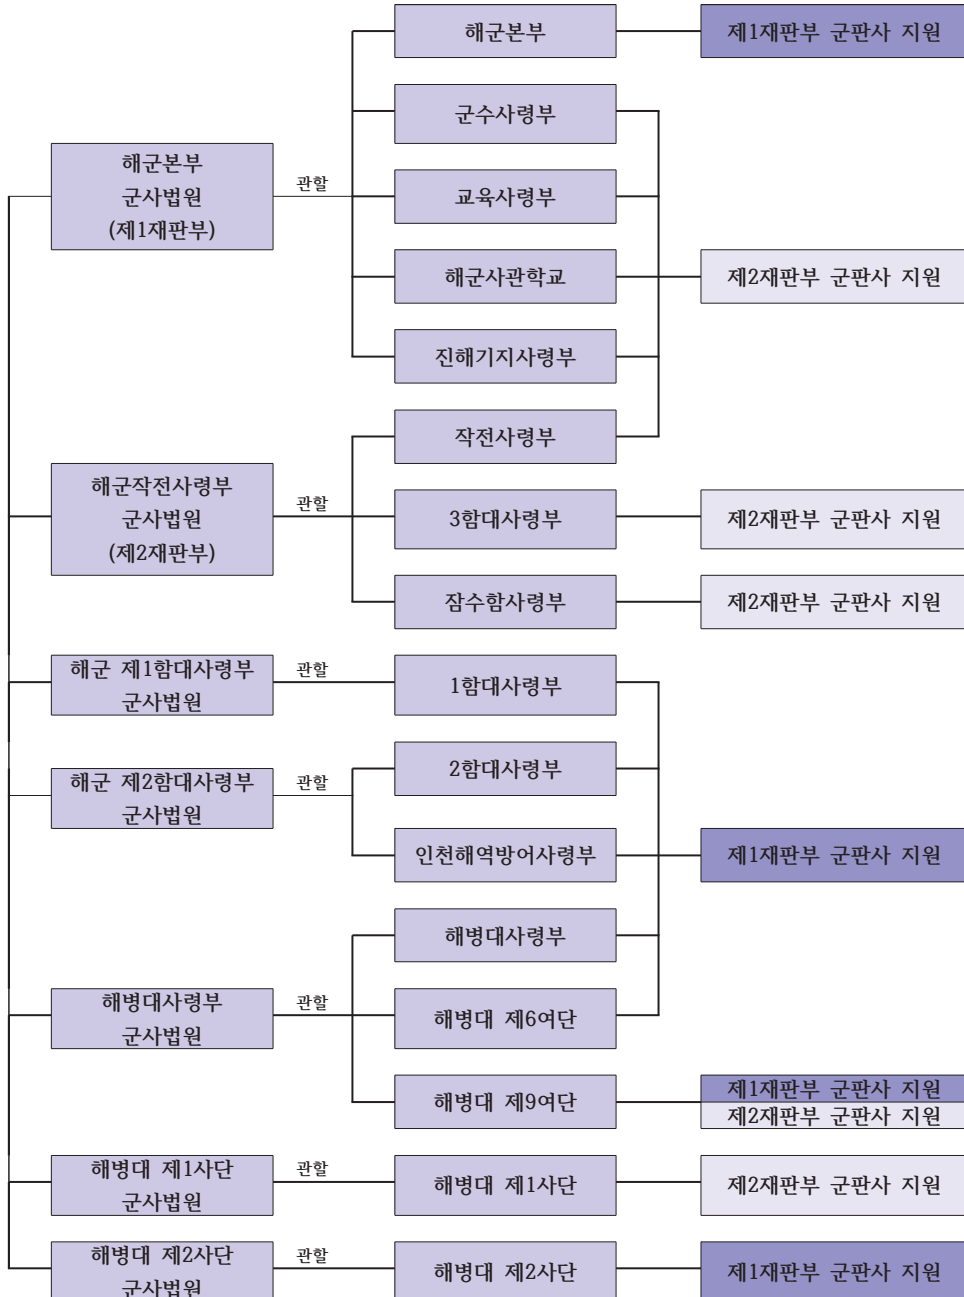 해군본부
제1재판부 군판사 지원
군수사령부
해군본부
군사법원
(제1재판부)
관할
교육사령부
해군사관학교
제2재판부 군판사 지원
진해기지사령부
작전사령부
해군작전사령부
군사법원
(제2재판부)
관할
3함대사령부
제2재판부 군판사 지원
잠수함사령부
제2재판부 군판사 지원
해군 제1함대사령부
군사법원
관할
1함대사령부
해군 제2함대사령부
군사법원
관할
2함대사령부
인천해역방어사령부
제1재판부 군판사 지원
해병대사령부
해병대사령부
군사법원
관할
해병대 제6여단
해병대 제9여단
제1재판부 군판사 지원
제2재판부 군판사 지원
해병대 제1사단
군사법원
관할
해병대 제1사단
제2재판부 군판사 지원
해병대 제2사단
군사법원
관할
해병대 제2사단
제1재판부 군판사 지원